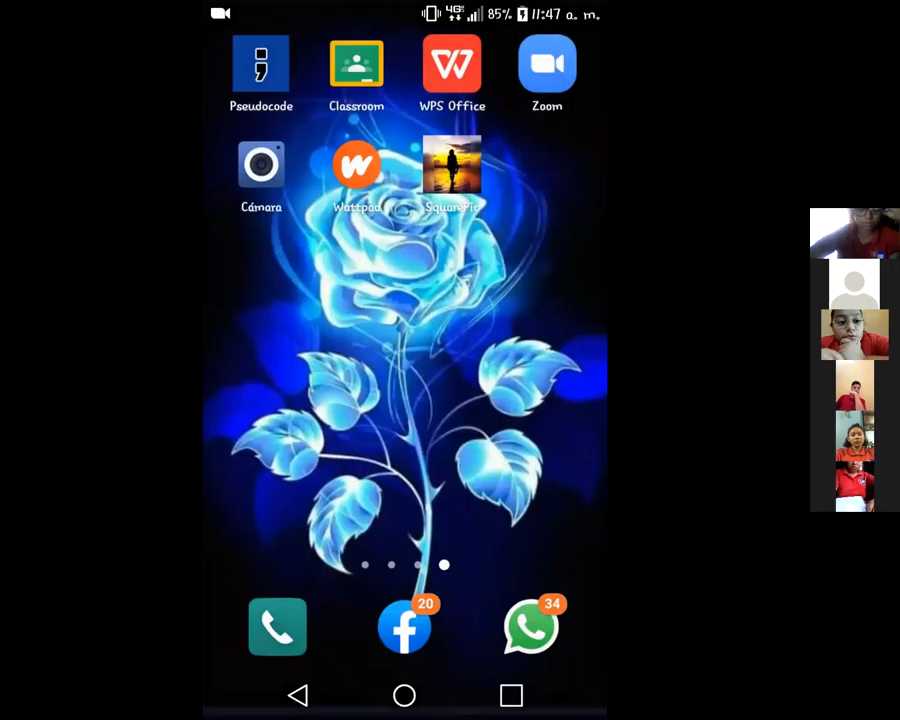 4G 85% 11:47 a. m.
Pseudocode Classroom WPS Office Zoom
Cámara Wattpad SquarePic
20 34